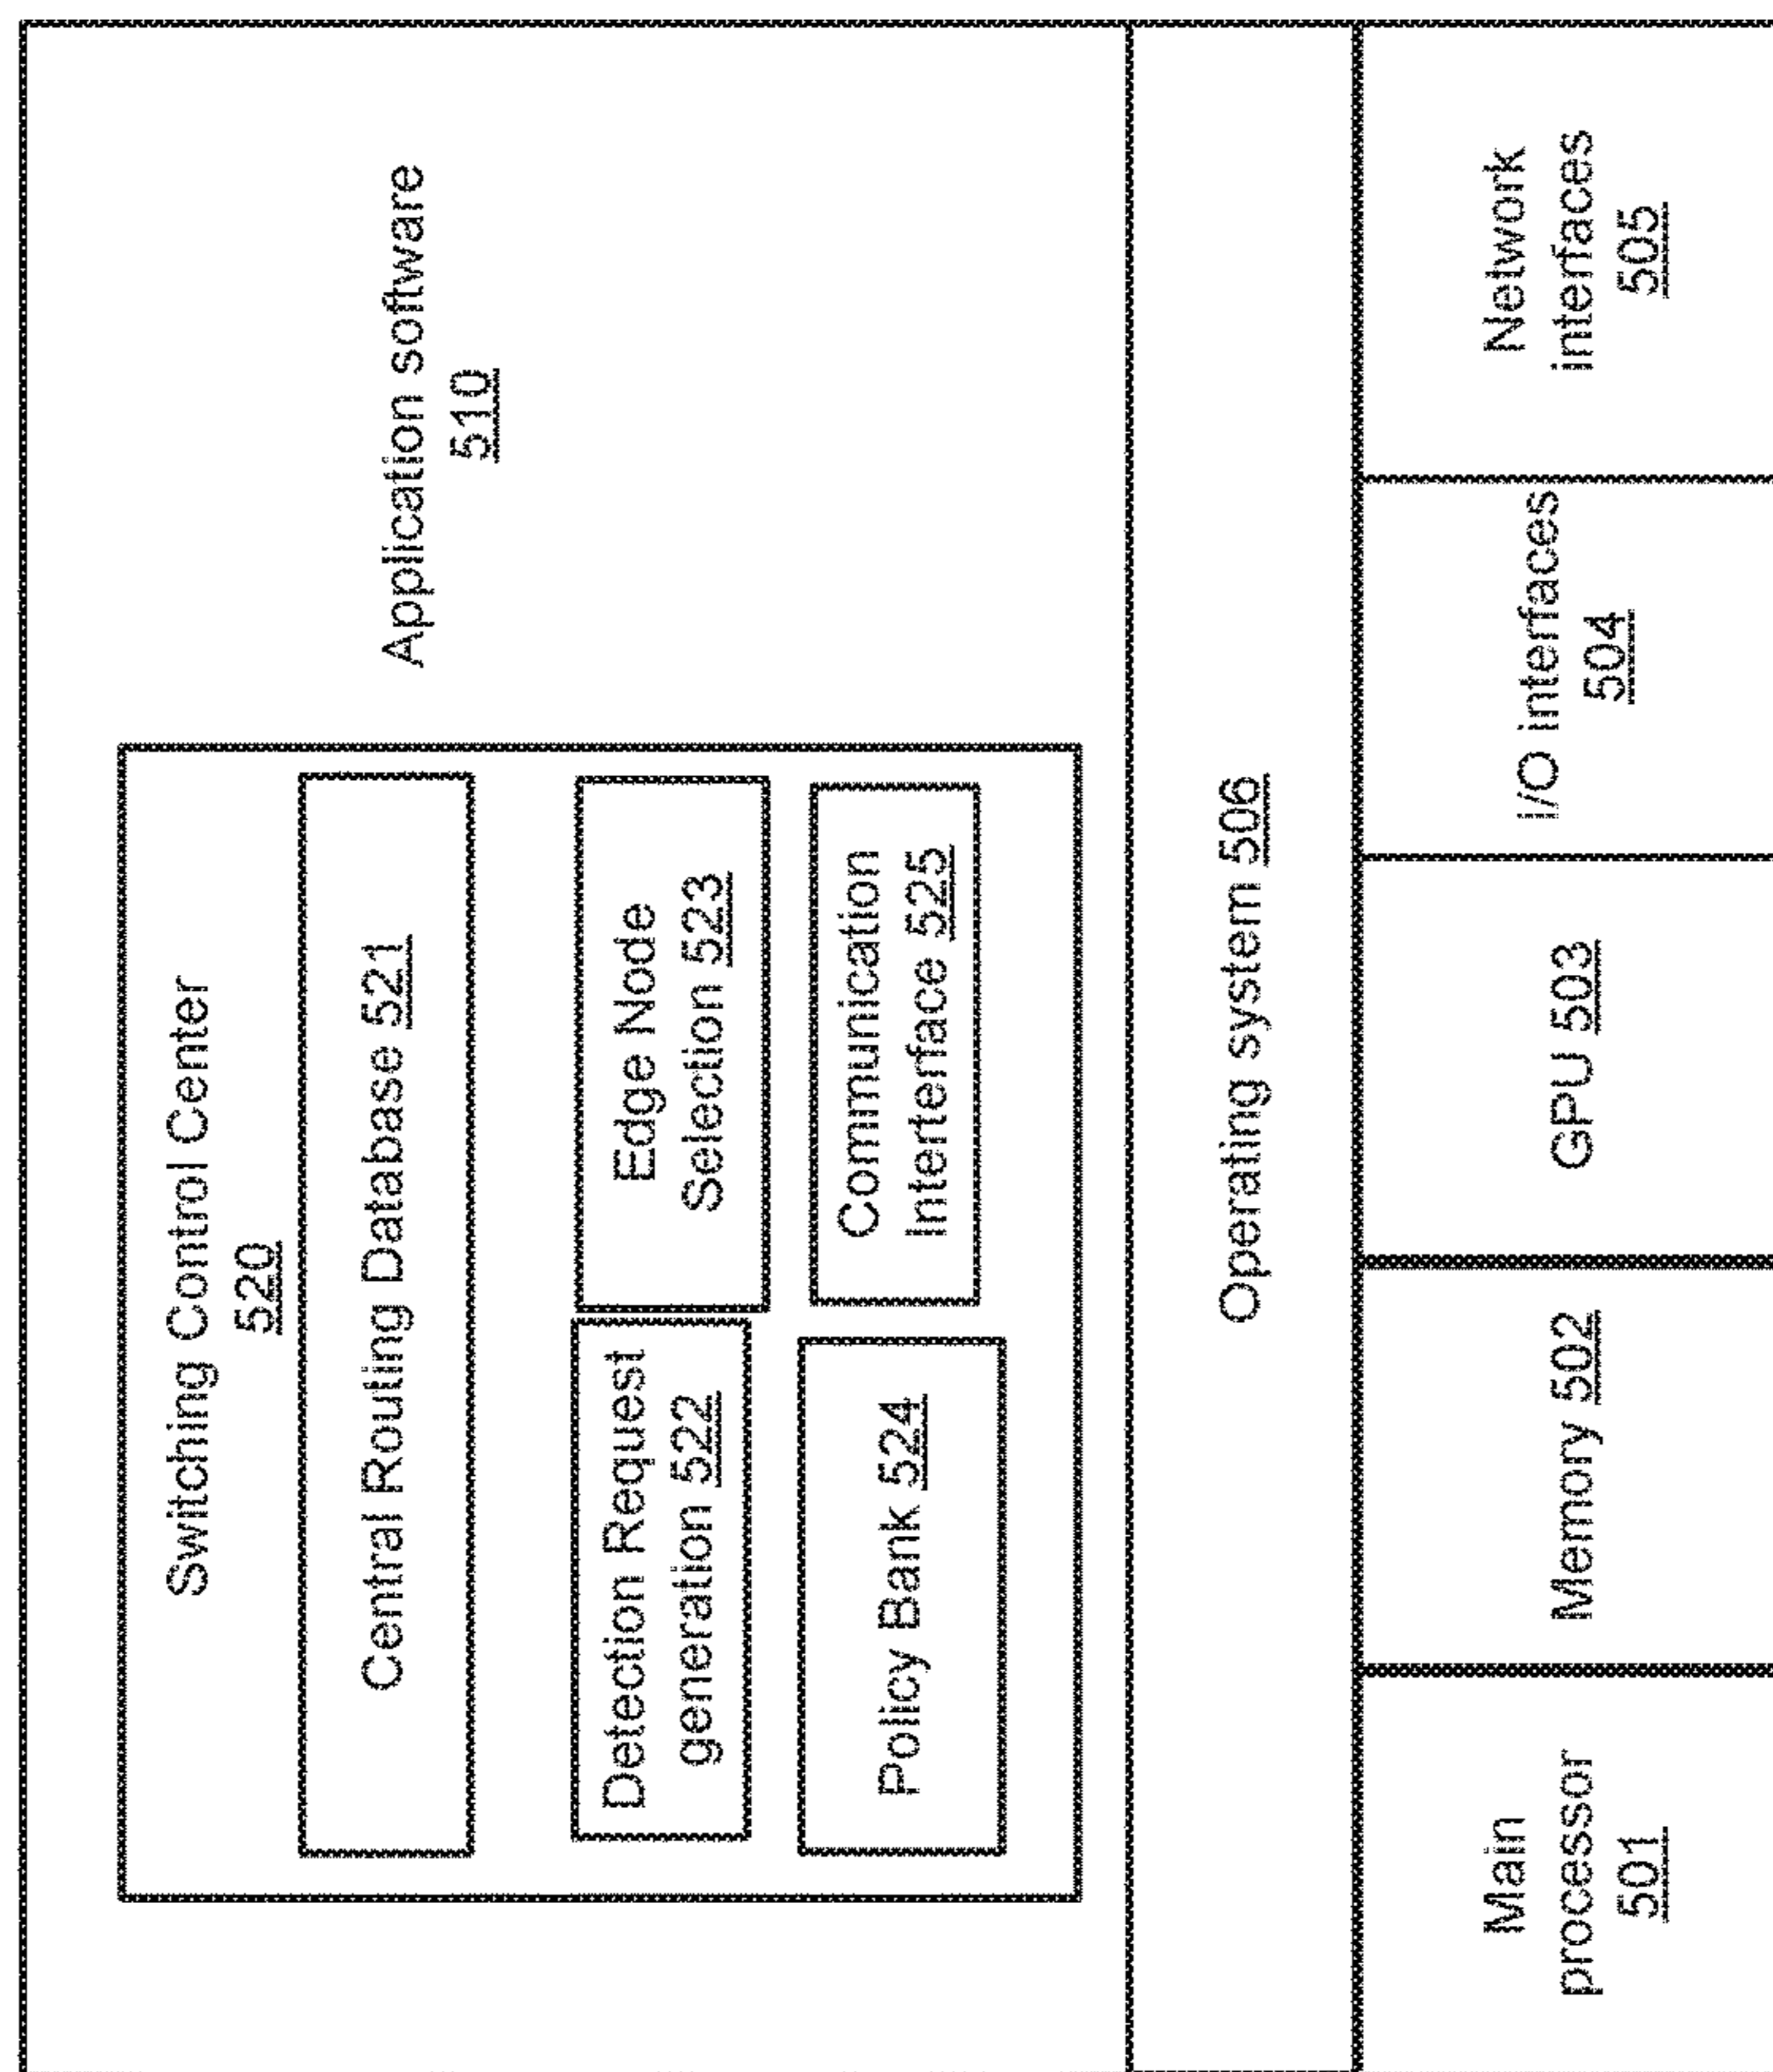 Switching Control Center
520
Central Routing Database 521
Detection Request
generation 522
Edge Node
Selection 523
Policy Bank 524
Communication
Interterface 525
Application software
510
Operating system 506
Main
processor
501
Memory 502
GPU 503
I/O interfaces
504
Network
interfaces
505